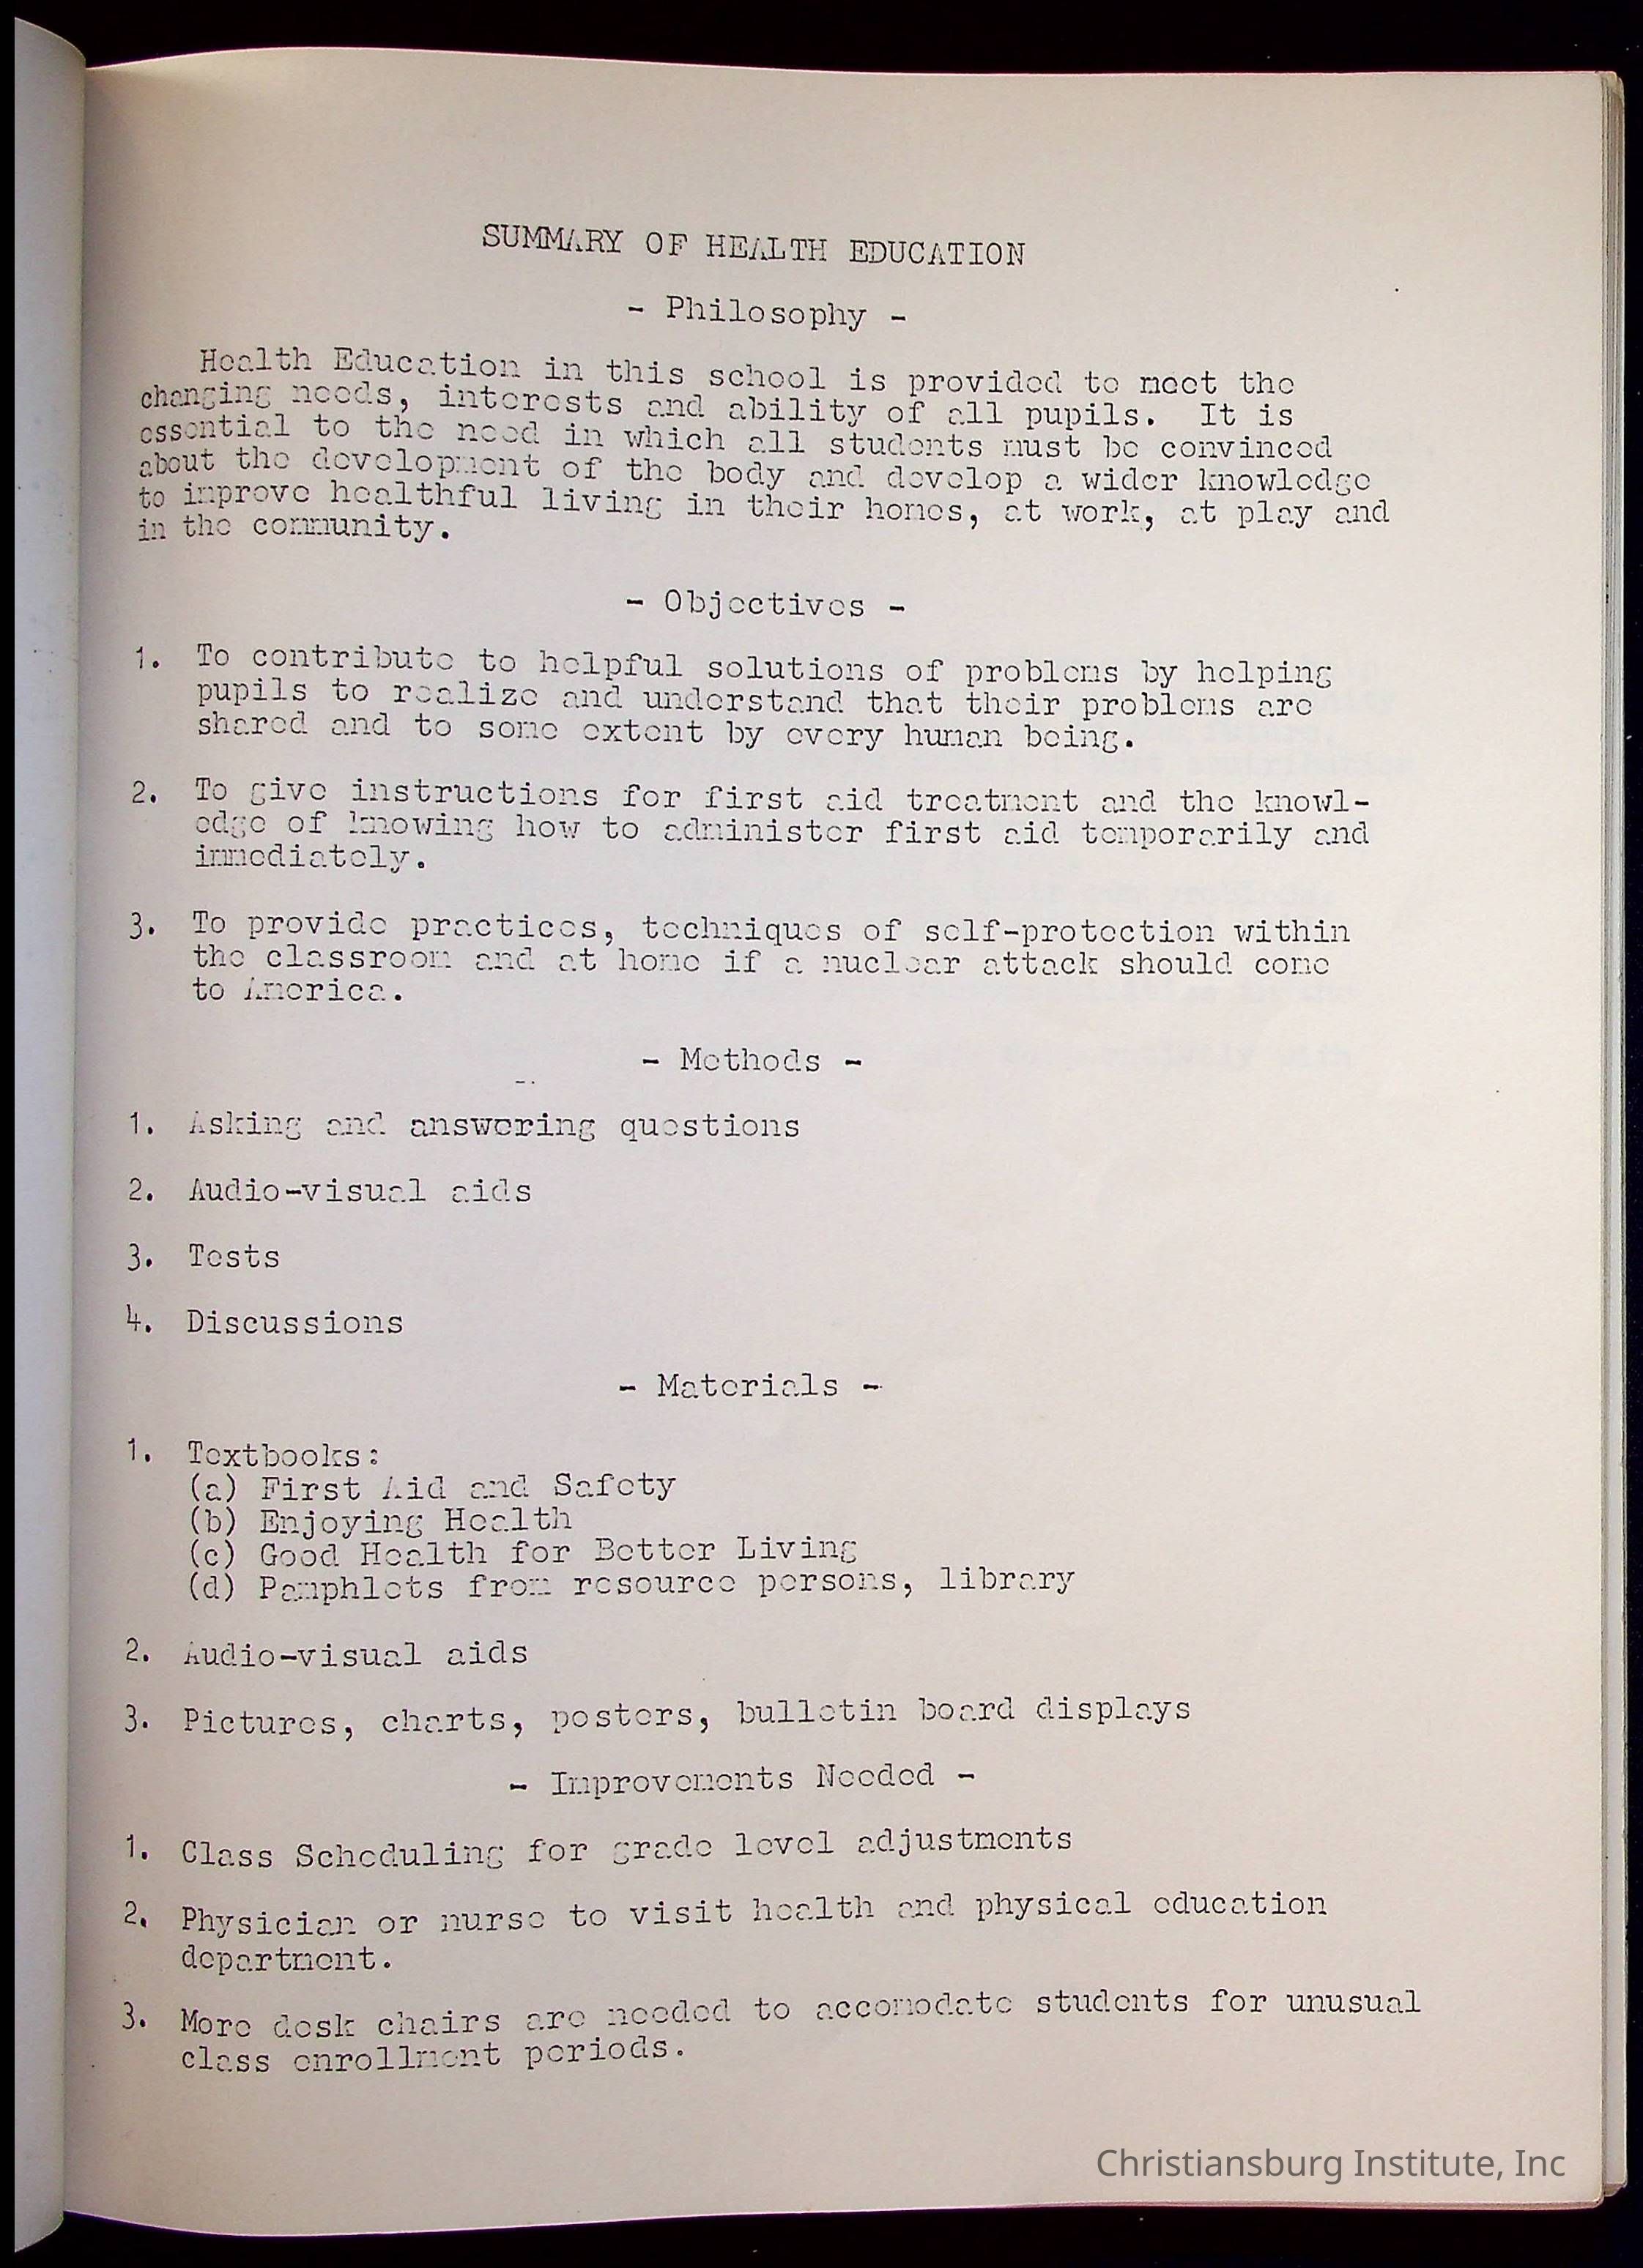 SUMMARY OF HEALTH EDUCATION
- Philosophy -
Health Education in this school is provided to meet the
changing needs, interests and ability of all pupils. It is
essential to the need in which all students must be convinced
about the development of the body and develop a wider knowledge
to improve healthful living in their homes, at work, at play and
in the community.
- Objectives -
1. To contribute to helpful solutions of problems by helping
pupils to realize and understand that their problems are
shared and to some extent by every human being.
2. To give instructions for first aid treatment and the knowl-
edge of knowing how to administer first aid temporarily and
immediately.
3. To provide practices, techniques of self-protection within
the classroom and at home if a nuclear attack should come
to America.
- Methods -
1. Asking and answering questions
2. Audio-visual aids
3. Tests
4. Discussions
- Materials -
1. Textbooks:
(a) First Aid and Safety
(b) Enjoying Health
(c) Good Health for Better Living
(d) Pamphlets from resource persons, library
2. Audio-visual aids
3. Pictures, charts, posters, bulletin board displays
- Improvements Needed -
1. Class Scheduling for grade level adjustments
2. Physician or nurse to visit health and physical education
department.
3. More desk chairs are needed to accomodate students for unusual
class enrollment periods.
Christiansburg Institute, Inc